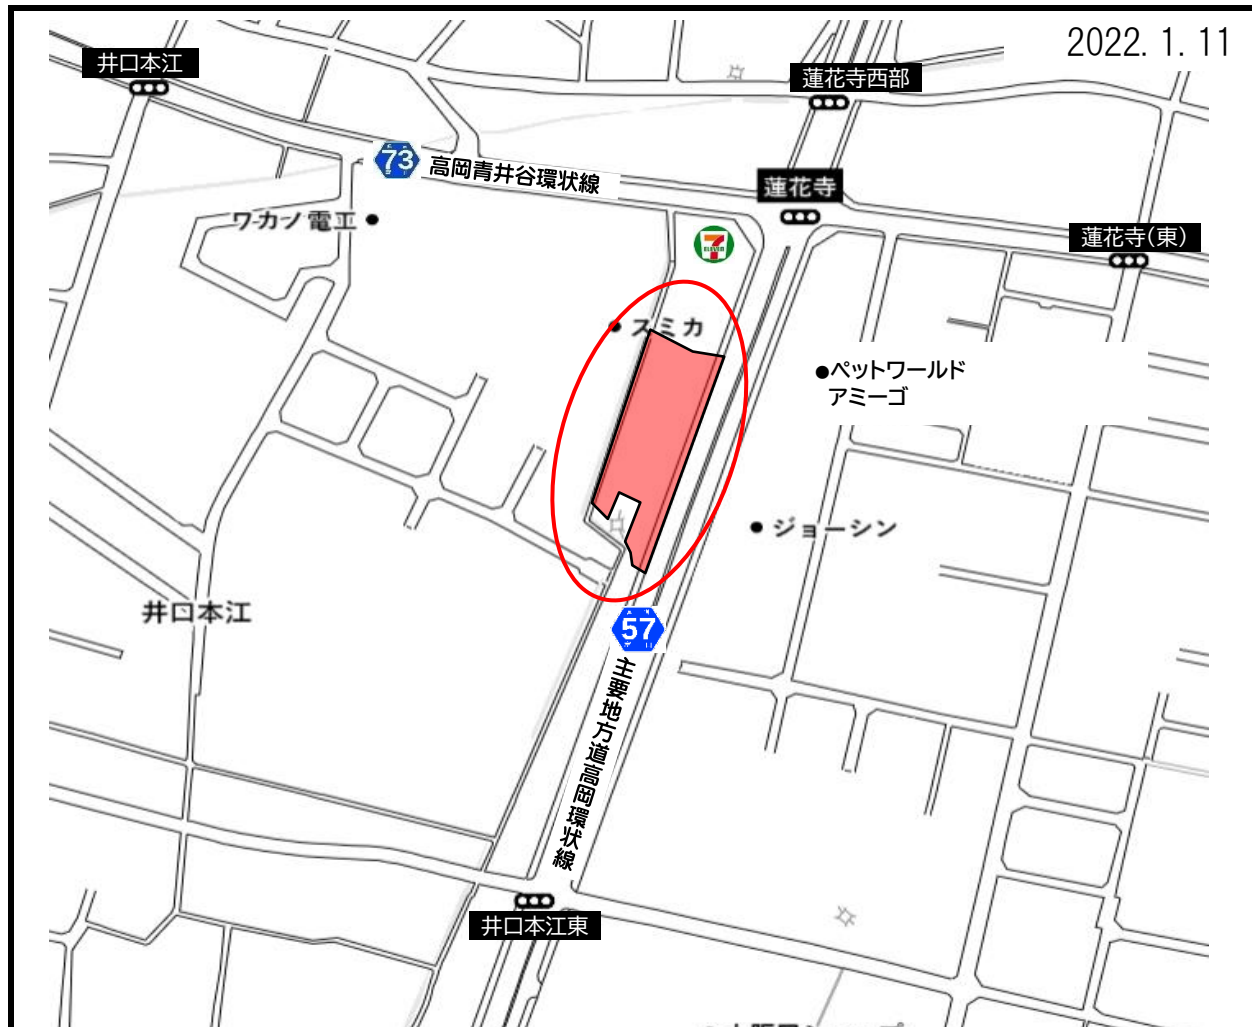 2022.1.11
井口本江
蓮花寺西部
73
高岡青井谷環状線
蓮花寺
ワカノ電工
7
ELEVEN
蓮花寺(東)
スミカ
●ペットワールド
アミーゴ
ジョーシン
井口本江
57
主要地方道高岡環状線
井口本江東